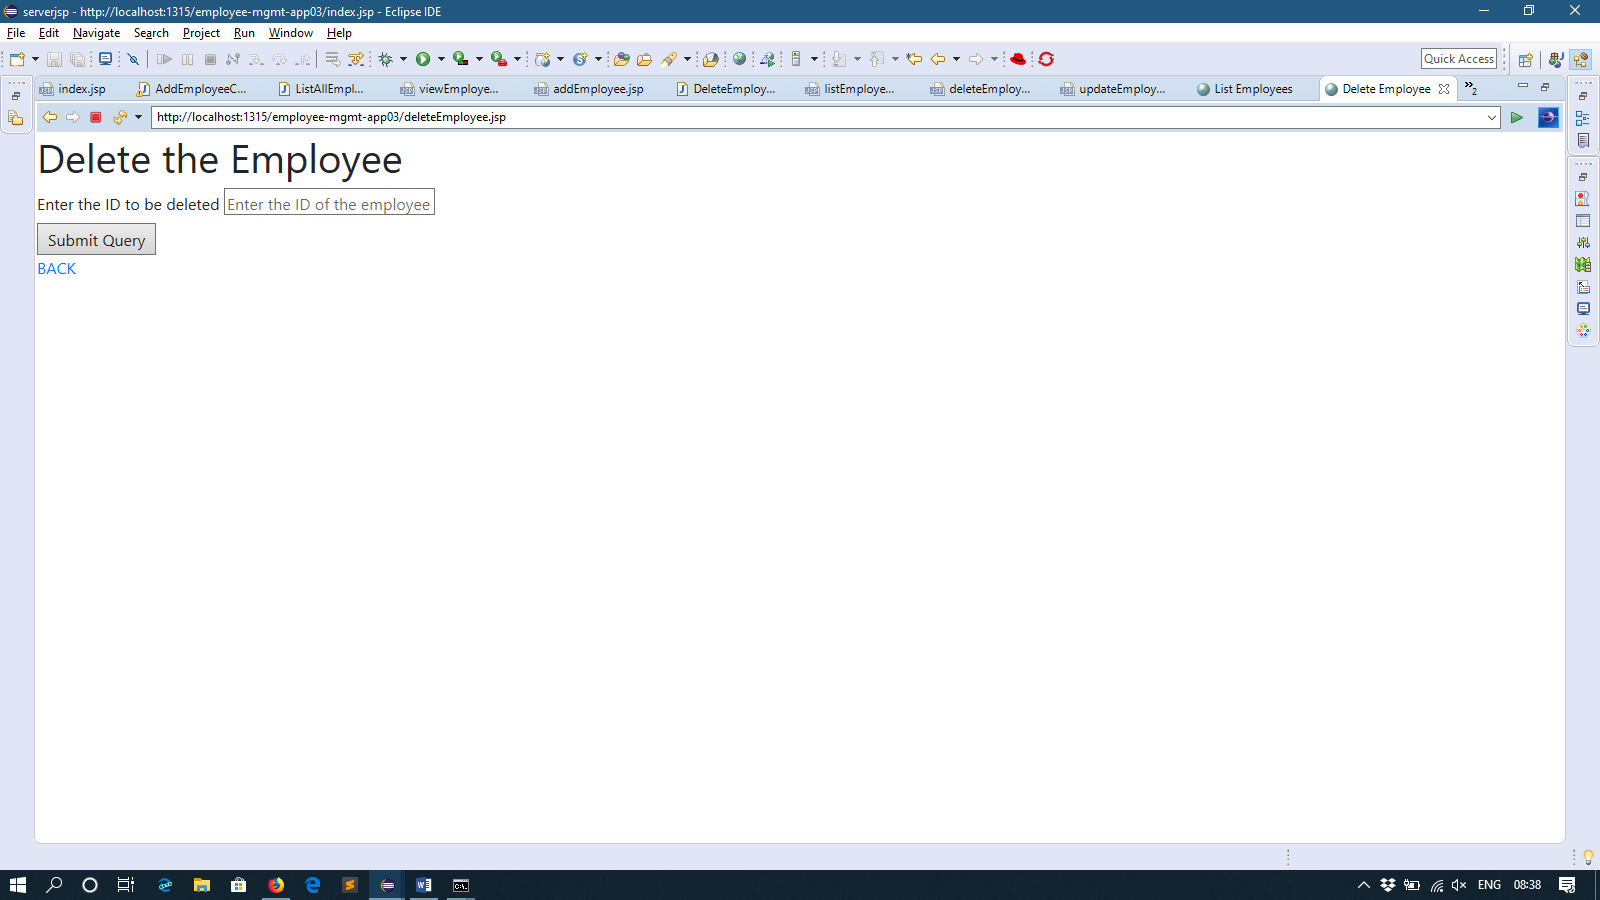 serverjsp - http://localhost:1315/employee-mgmt-app03/index.jsp - Eclipse IDE
File Edit Navigate Search Project Run Window Help
Quick Access
index.jsp AddEmployeeC... ListAllEmpl... viewEmploye... addEmployee.jsp DeleteEmploy... listEmploye... deleteEmploy... updateEmploy... List Employees Delete Employee »2
http://localhost:1315/employee-mgmt-app03/deleteEmployee.jsp
Delete the Employee
Enter the ID to be deleted Enter the ID of the employee
Submit Query
BACK
ENG 08:38